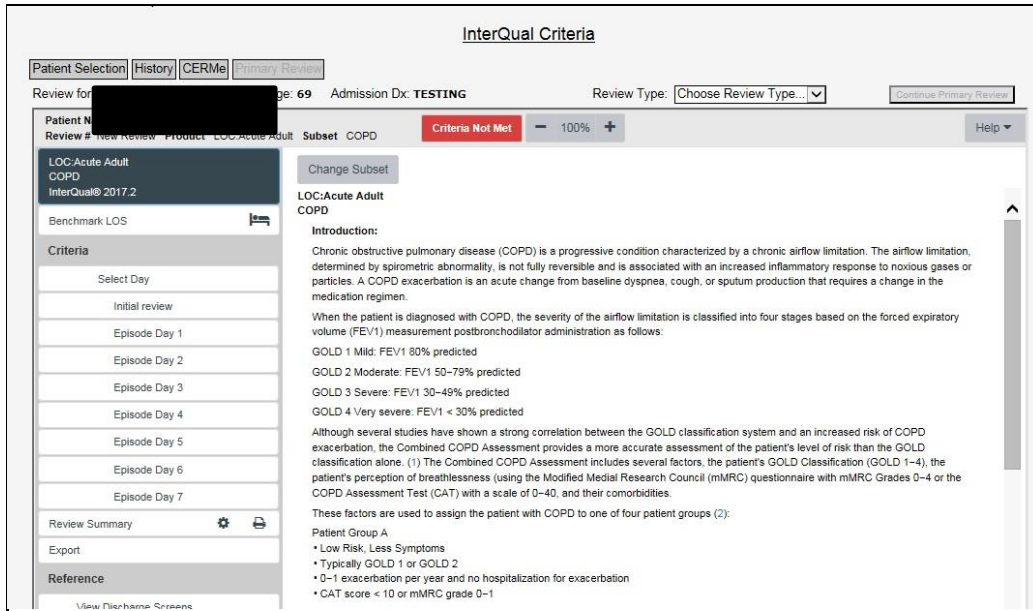 InterQual Criteria
Patient Selection History CERMe Primary Review
Review for ge: 69 Admission Dx: TESTING Review Type: Choose Review Type... Continue Primary Review
Patient N
Review # New Review Product LOC:Acute Adult Subset COPD Criteria Not Met 100% Help
LOC:Acute Adult
COPD
InterQual® 2017.2
Benchmark LOS
Criteria
Select Day
Initial review
Episode Day 1
Episode Day 2
Episode Day 3
Episode Day 4
Episode Day 5
Episode Day 6
Episode Day 7
Review Summary
Export
Reference
View Discharge Screens
Change Subset
LOC:Acute Adult
COPD
Introduction:
Chronic obstructive pulmonary disease (COPD) is a progressive condition characterized by a chronic airflow limitation. The airflow limitation,
determined by spirometric abnormality, is not fully reversible and is associated with an increased inflammatory response to noxious gases or
particles. A COPD exacerbation is an acute change from baseline dyspnea, cough, or sputum production that requires a change in the
medication regimen.
When the patient is diagnosed with COPD, the severity of the airflow limitation is classified into four stages based on the forced expiratory
volume (FEV1) measurement postbronchodilator administration as follows:
GOLD 1 Mild: FEV1 80% predicted
GOLD 2 Moderate: FEV1 50–79% predicted
GOLD 3 Severe: FEV1 30–49% predicted
GOLD 4 Very severe: FEV1 < 30% predicted
Although several studies have shown a strong correlation between the GOLD classification system and an increased risk of COPD
exacerbation, the Combined COPD Assessment provides a more accurate assessment of the patient's level of risk than the GOLD
classification alone. (1) The Combined COPD Assessment includes several factors, the patient's GOLD Classification (GOLD 1–4), the
patient's perception of breathlessness (using the Modified Medial Research Council (mMRC) questionnaire with mMRC Grades 0–4 or the
COPD Assessment Test (CAT) with a scale of 0–40, and their comorbidities.
These factors are used to assign the patient with COPD to one of four patient groups (2):
Patient Group A
• Low Risk, Less Symptoms
• Typically GOLD 1 or GOLD 2
• 0–1 exacerbation per year and no hospitalization for exacerbation
• CAT score < 10 or mMRC grade 0–1